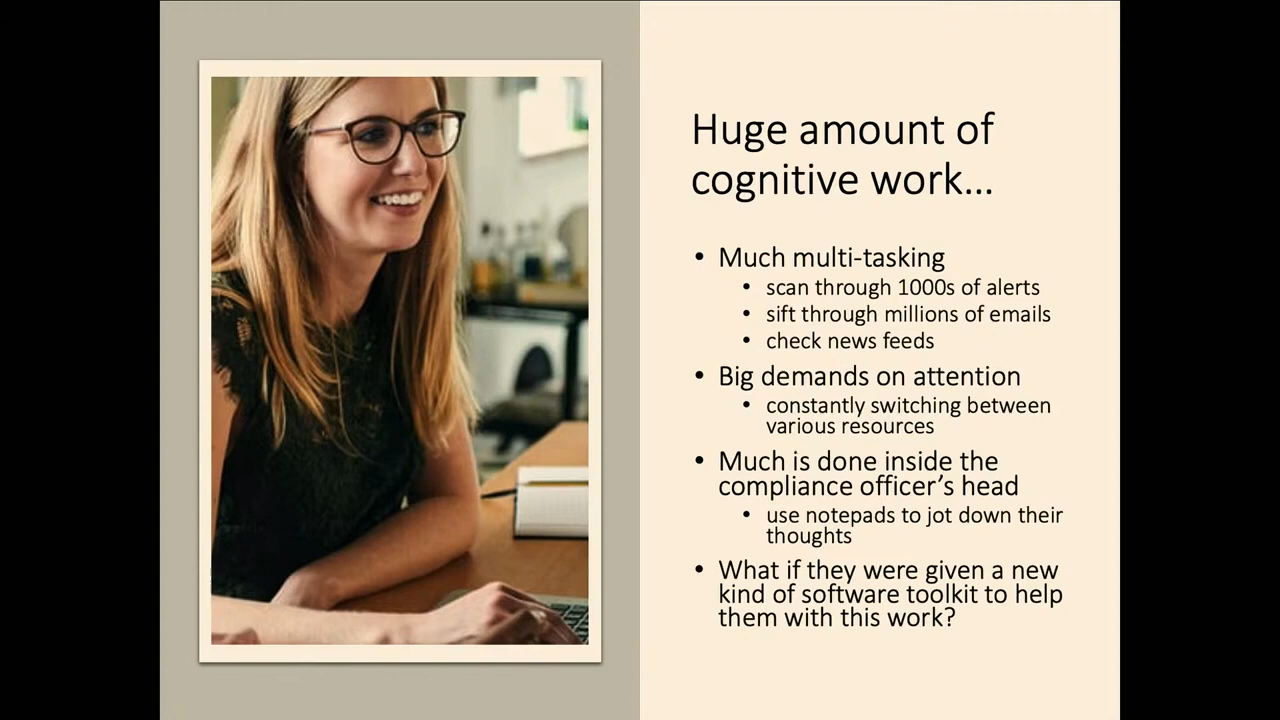 Huge amount of
cognitive work…
• Much multi-tasking
• scan through 1000s of alerts
• sift through millions of emails
• check news feeds
• Big demands on attention
• constantly switching between
various resources
• Much is done inside the
compliance officer’s head
• use notepads to jot down their
thoughts
• What if they were given a new
kind of software toolkit to help
them with this work?